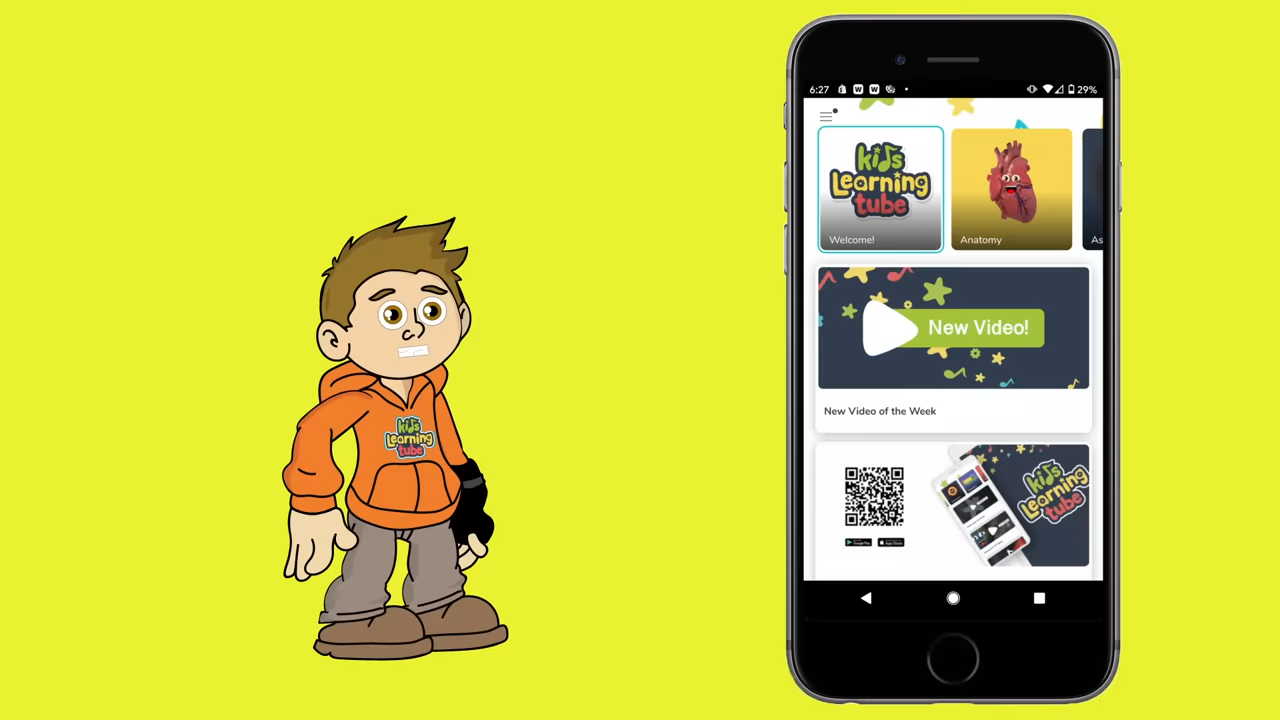 6:27
29%
kids
Learning
tube
Welcome!
Anatomy
As
New Video!
New Video of the Week
kids
Learning
tube
kids
Learning
tube